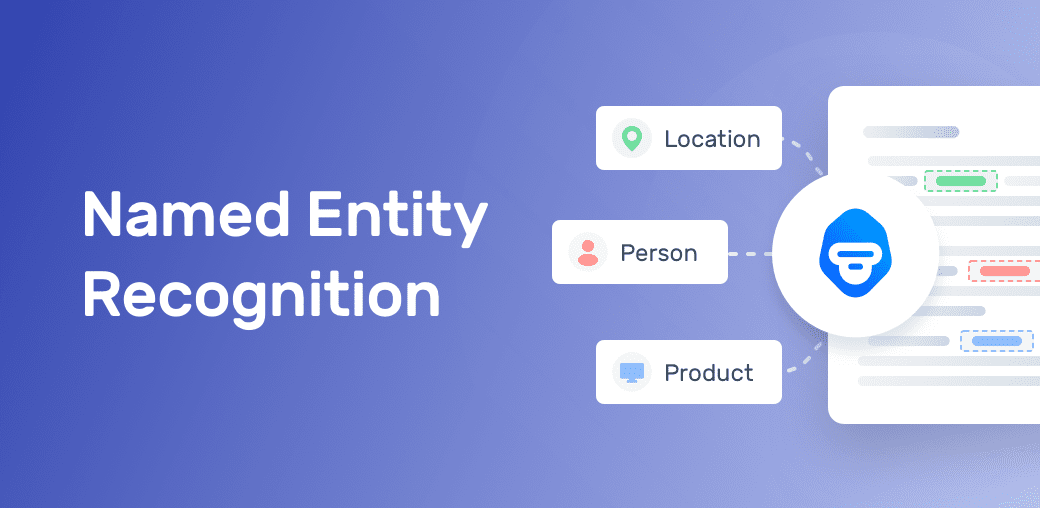 Named Entity
Recognition
Location
Person
Product